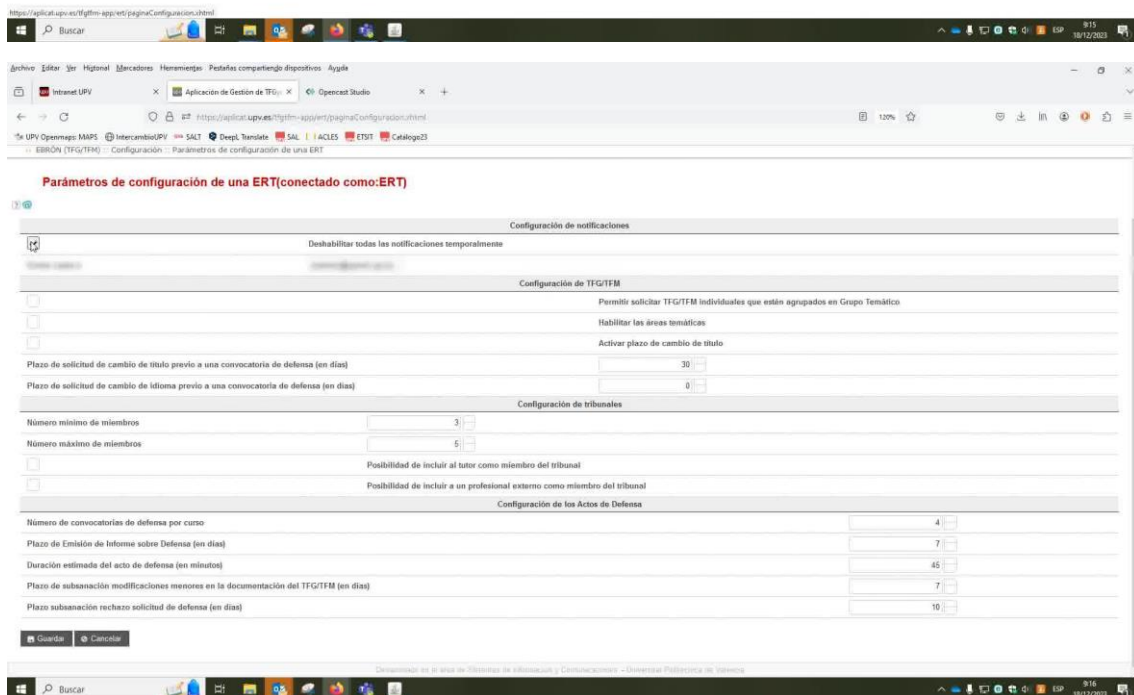 https://aplicat.upv.es/tfgtfm-app/ert/paginaConfiguracion.xhtml
Buscar
ESP
9:15
18/12/2023
Archivo Editar Ver Historial Marcadores Herramientas Pestañas compartiendo dispositivos Ayuda
Intranet UPV
Aplicación de Gestión de TFG
Opencast Studio
https://aplicat.upv.es/tfgtfm-app/ert/paginaConfiguracion.xhtml
120%
UPV Openmaps: MAPS IntercambioUPV SALT DeepL Translate SAL ACLES ETSIT Catálogo23
:: EBRÓN (TFG/TFM) :: Configuración :: Parámetros de configuración de una ERT
Parámetros de configuración de una ERT(conectado como:ERT)
Configuración de notificaciones
Deshabilitar todas las notificaciones temporalmente
Configuración de TFG/TFM
Permitir solicitar TFG/TFM individuales que estén agrupados en Grupo Temático
Habilitar las áreas temáticas
Activar plazo de cambio de título
Plazo de solicitud de cambio de título previo a una convocatoria de defensa (en días) 30
Plazo de solicitud de cambio de idioma previo a una convocatoria de defensa (en días) 0
Configuración de tribunales
Número mínimo de miembros 3
Número máximo de miembros 5
Posibilidad de incluir al tutor como miembro del tribunal
Posibilidad de incluir a un profesional externo como miembro del tribunal
Configuración de los Actos de Defensa
Número de convocatorias de defensa por curso 4
Plazo de Emisión de Informe sobre Defensa (en días) 7
Duración estimada del acto de defensa (en minutos) 45
Plazo de subsanación modificaciones menores en la documentación del TFG/TFM (en días) 7
Plazo subsanación rechazo solicitud de defensa (en días) 10
Guardar Cancelar
Desarrollado en el área de Sistemas de Información y Comunicaciones - Universitat Politècnica de València
Buscar
ESP
9:16
18/12/2023